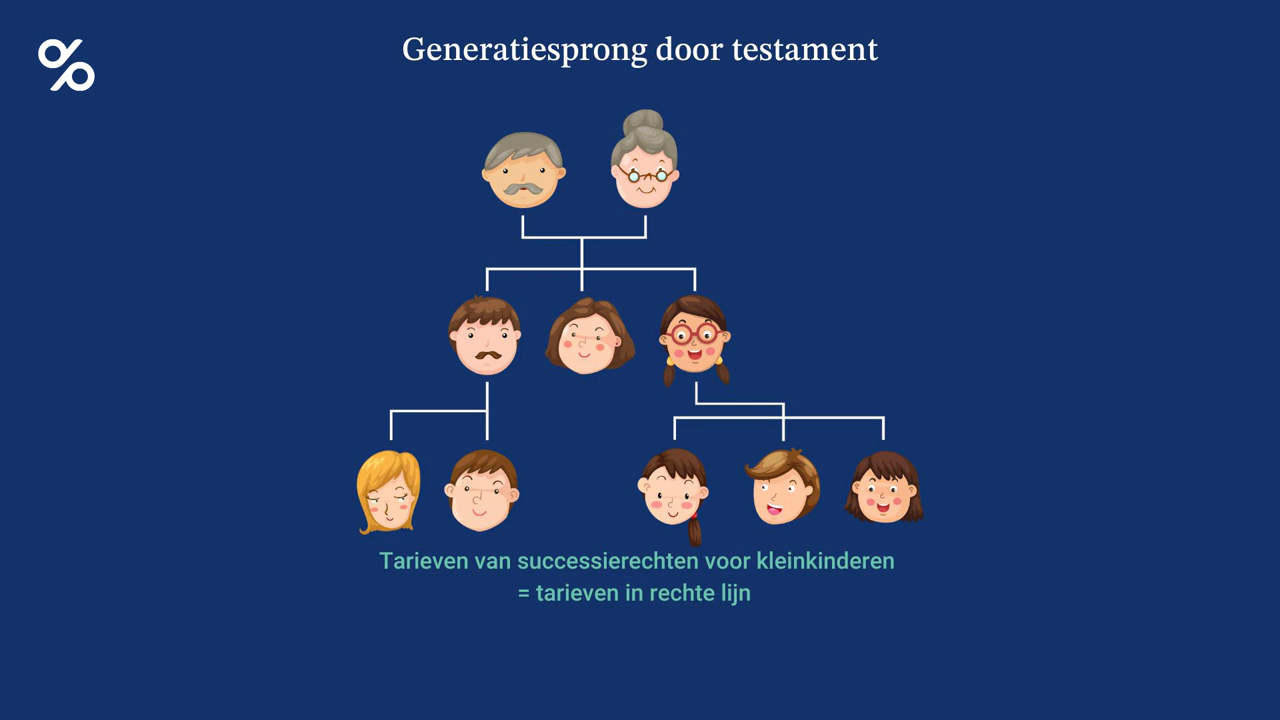 Generatiesprong door testament
Tarieven van successierechten voor kleinkinderen
= tarieven in rechte lijn